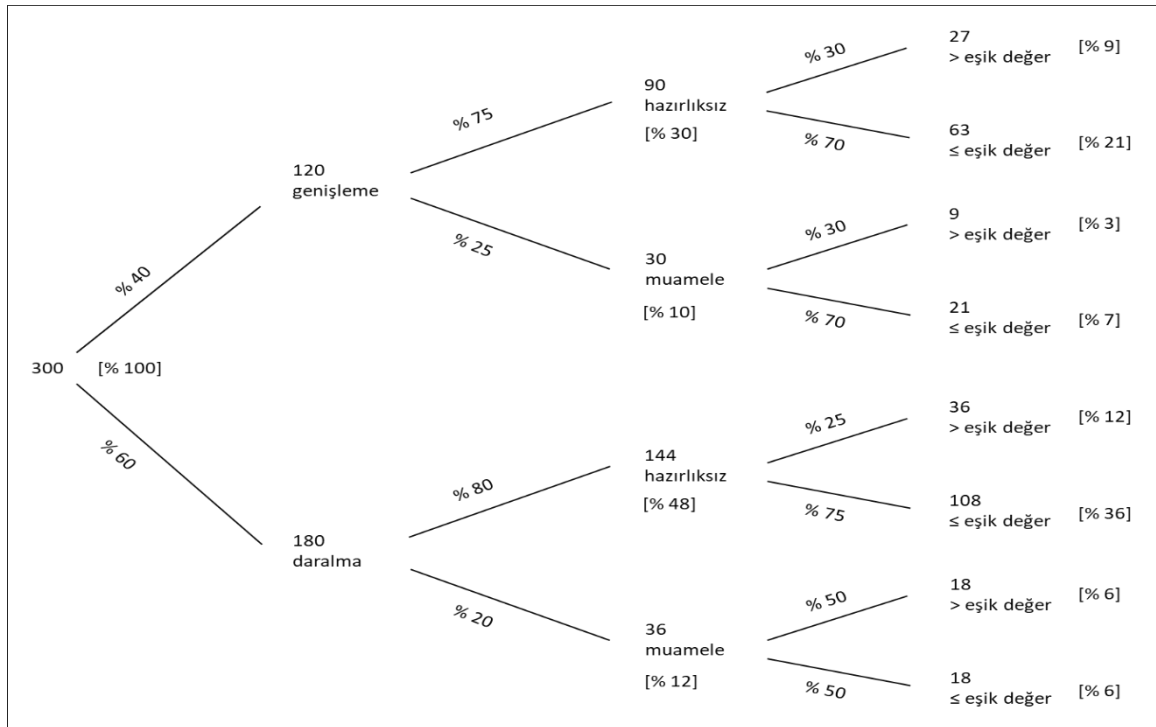 300 [% 100]
% 40
% 60
120
genişleme
180
daralma
% 75
% 25
% 80
% 20
90
hazırlıksız
[% 30]
30
muamele
[% 10]
144
hazırlıksız
[% 48]
36
muamele
[% 12]
% 30
% 70
% 30
% 70
% 25
% 75
% 50
% 50
27
> eşik değer [% 9]
63
≤ eşik değer [% 21]
9
> eşik değer [% 3]
21
≤ eşik değer [% 7]
36
> eşik değer [% 12]
108
≤ eşik değer [% 36]
18
> eşik değer [% 6]
18
≤ eşik değer [% 6]